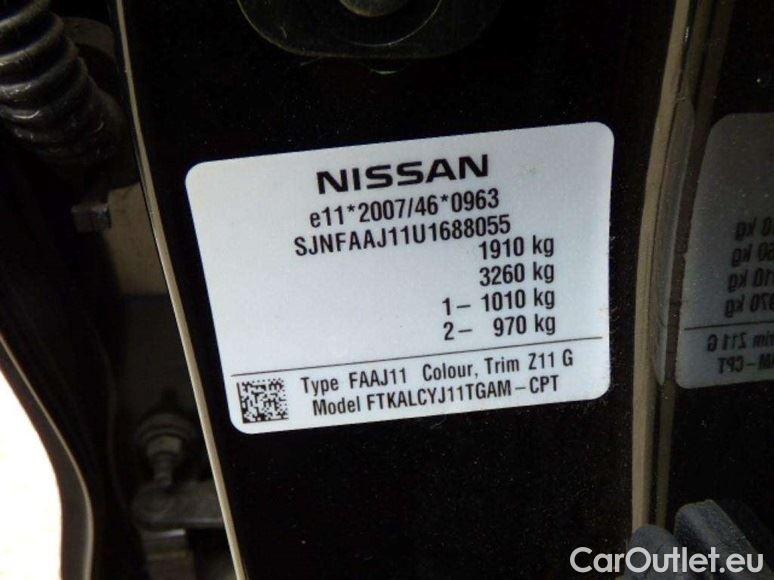 NISSAN
e11*2007/46*0963
SJNFAAJ11U1688055
1910 kg
3260 kg
1– 1010 kg
2– 970 kg
Type FAAJ11 Colour, Trim Z11 G
Model FTKALCYJ11TGAM–CPT
CarOutlet.eu